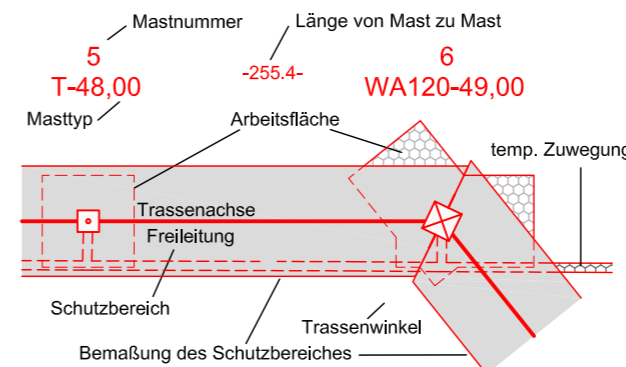 Mastnummer
Länge von Mast zu Mast
5
-255.4-
6
T-48,00
WA120-49,00
Masttyp
Arbeitsfläche
temp. Zuwegung
Trassenachse
Freileitung
Schutzbereich
Trassenwinkel
Bemaßung des Schutzbereiches